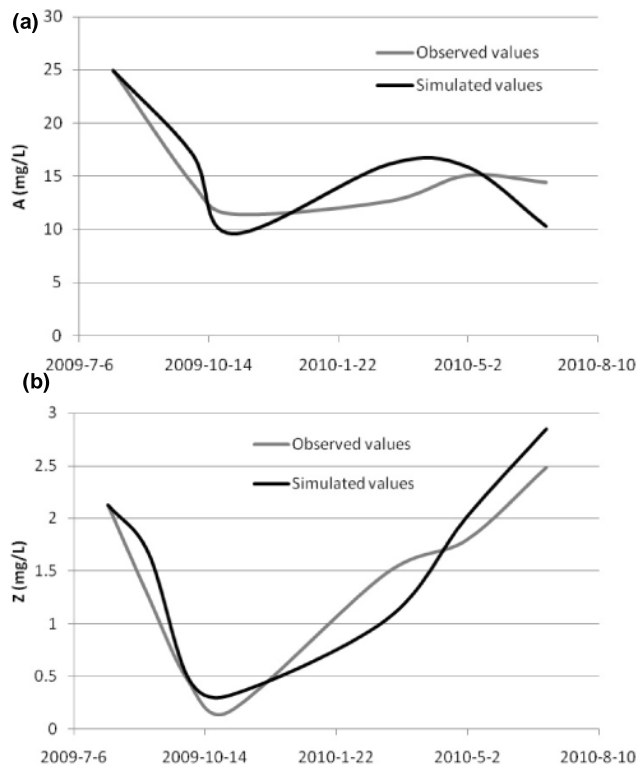 (a)
30
25
20
15
10
5
0
A (mg/L)
Observed values
Simulated values
2009-7-6 2009-10-14 2010-1-22 2010-5-2 2010-8-10
(b)
3
2.5
2
1.5
1
0.5
0
Z (mg/L)
Observed values
Simulated values
2009-7-6 2009-10-14 2010-1-22 2010-5-2 2010-8-10